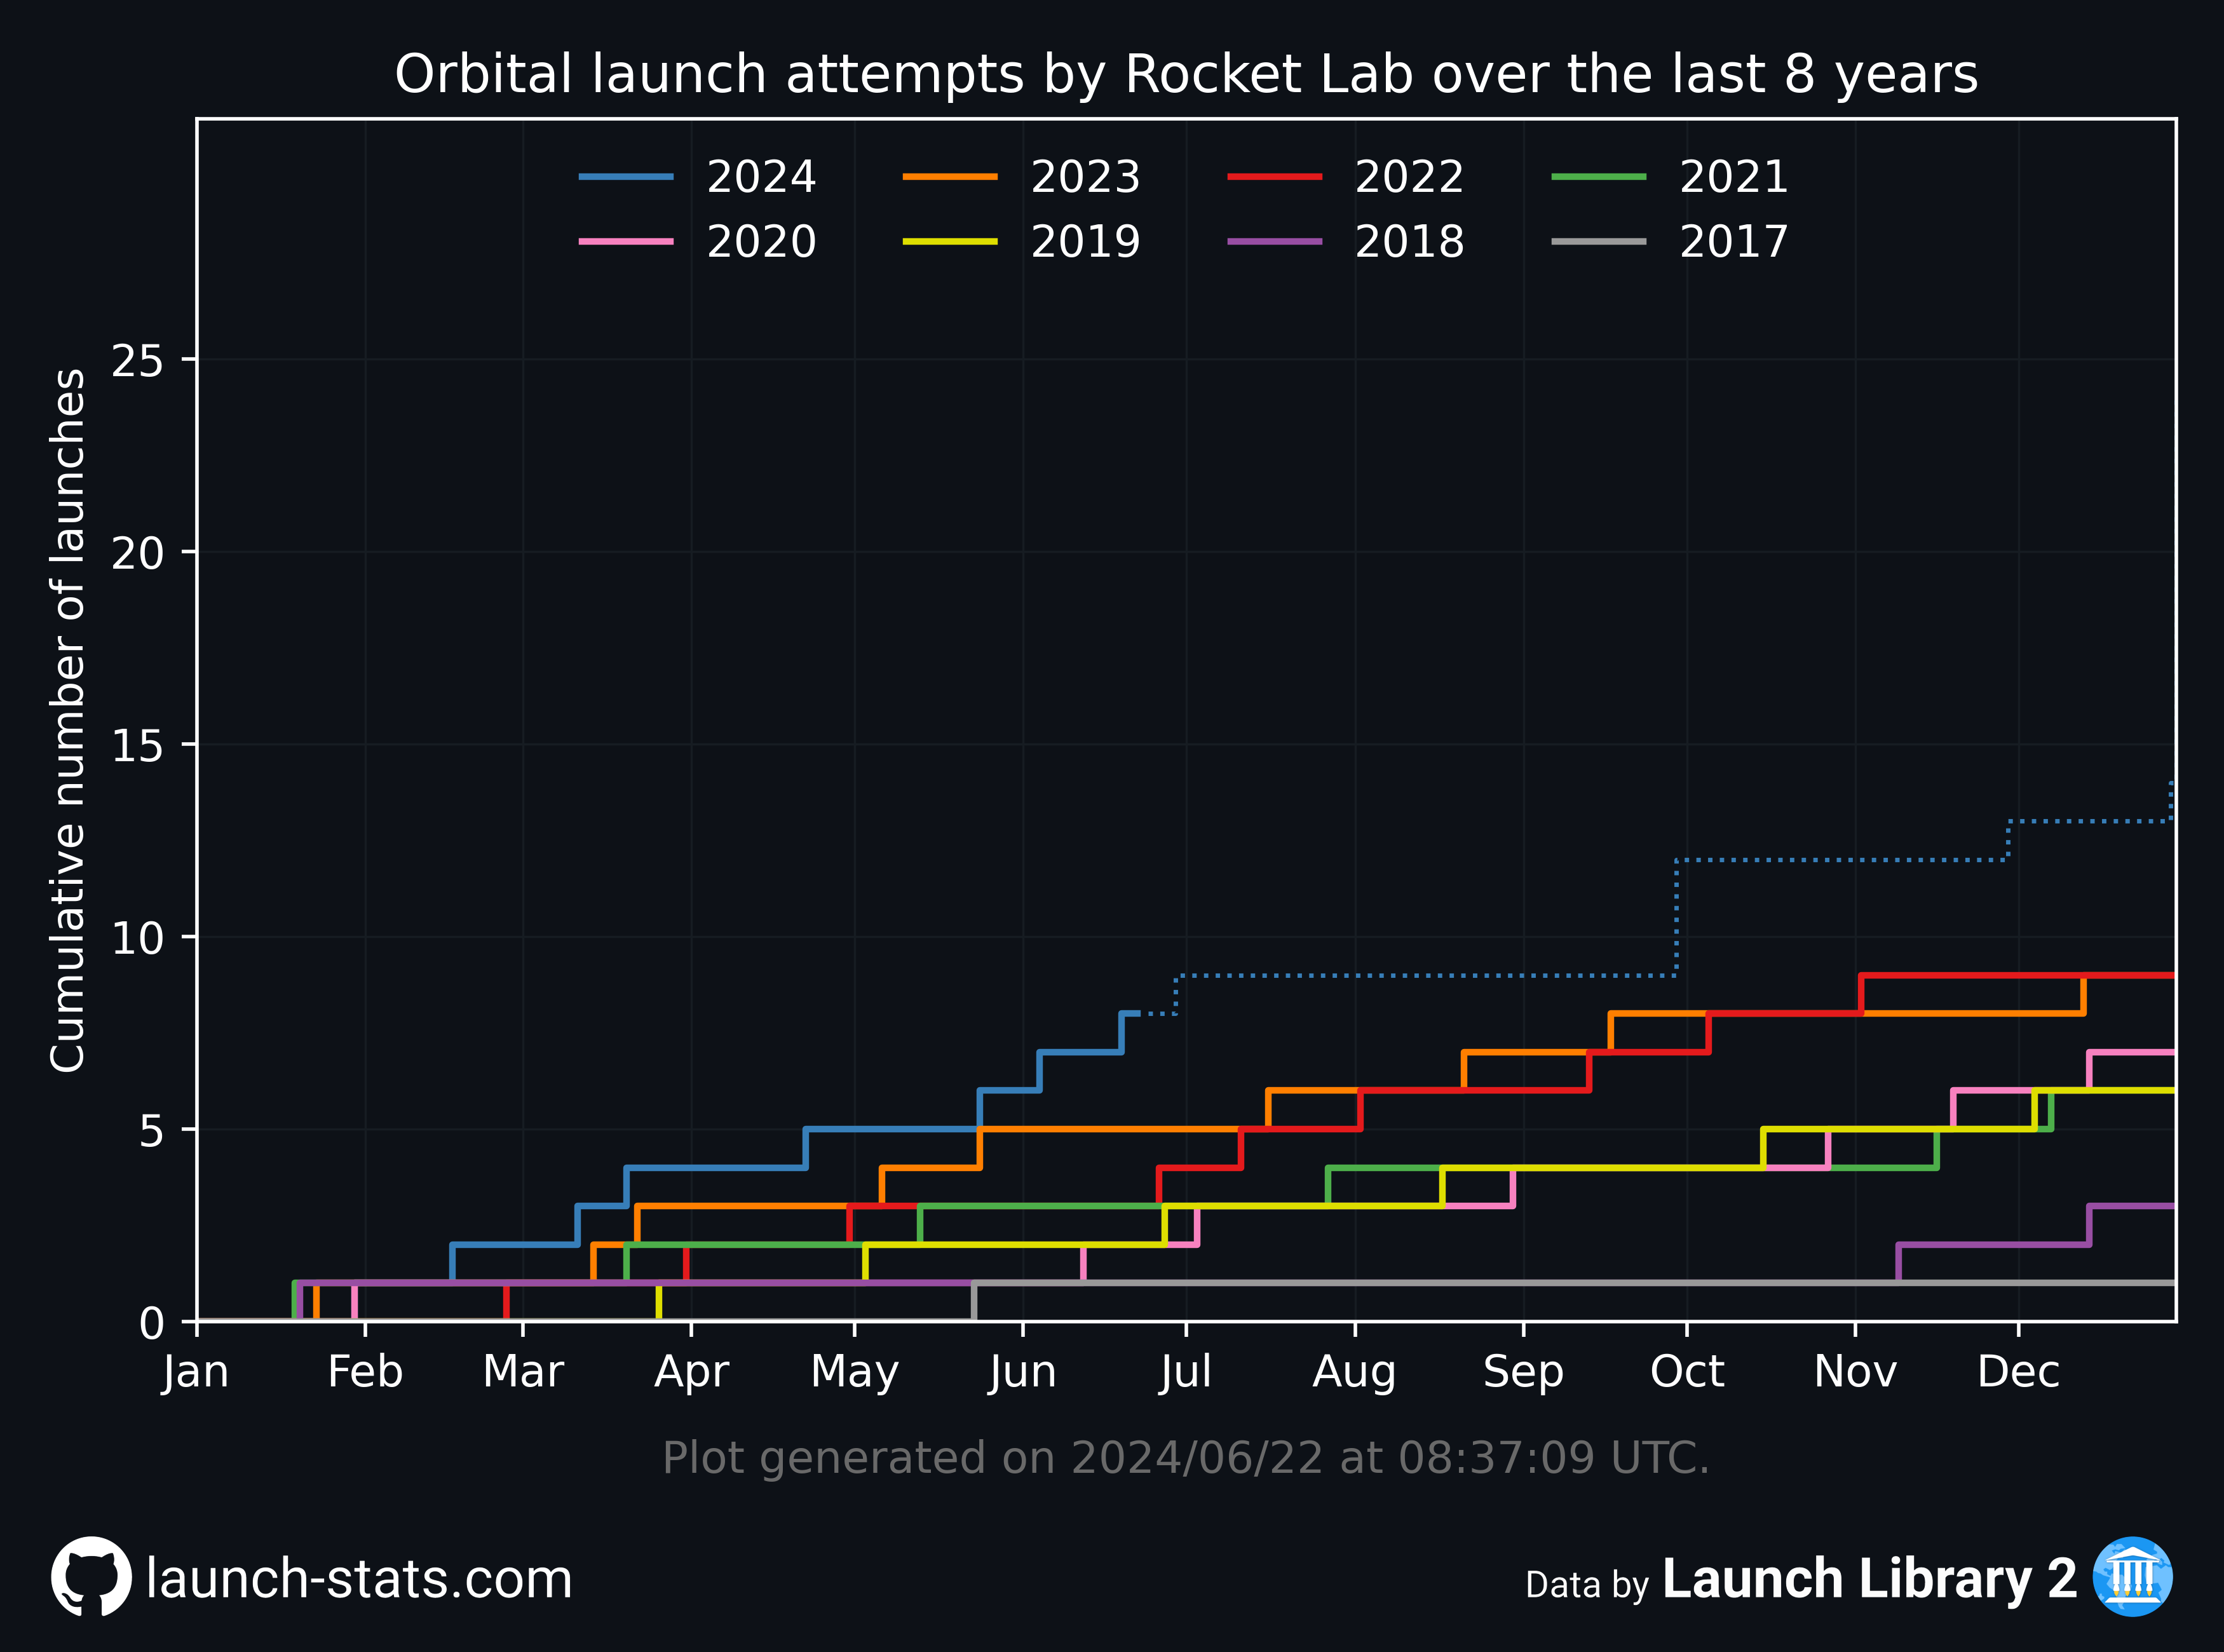 Orbital launch attempts by Rocket Lab over the last 8 years
2024 2023 2022 2021
2020 2019 2018 2017
Cumulative number of launches
25
20
15
10
5
0
Jan Feb Mar Apr May Jun Jul Aug Sep Oct Nov Dec
Plot generated on 2024/06/22 at 08:37:09 UTC.
launch-stats.com
Data by Launch Library 2